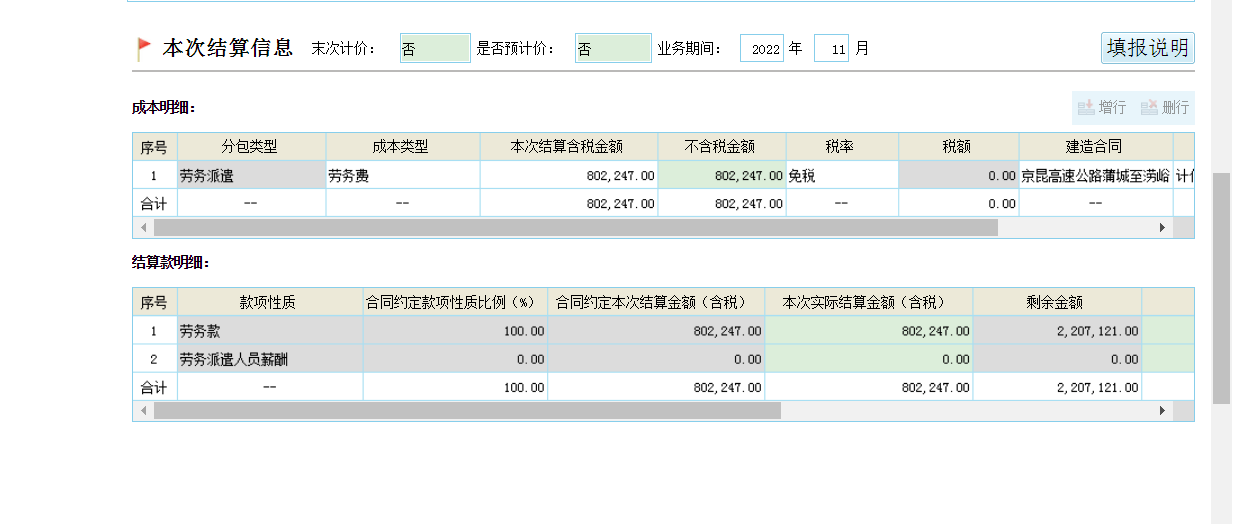 本次结算信息 末次计价： 否 是否预计价： 否 业务期间： 2022 年 11 月 填报说明
成本明细： 增行 删行
序号 分包类型 成本类型 本次结算含税金额 不含税金额 税率 税额 建造合同
1 劳务派遣 劳务费 802,247.00 802,247.00 免税 0.00 京昆高速公路蒲城至涝峪
合计 -- -- 802,247.00 802,247.00 -- 0.00 --
结算款明细：
序号 款项性质 合同约定款项性质比例（%） 合同约定本次结算金额（含税） 本次实际结算金额（含税） 剩余金额
1 劳务款 100.00 802,247.00 802,247.00 2,207,121.00
2 劳务派遣人员薪酬 0.00 0.00 0.00 0.00
合计 -- 100.00 802,247.00 802,247.00 2,207,121.00